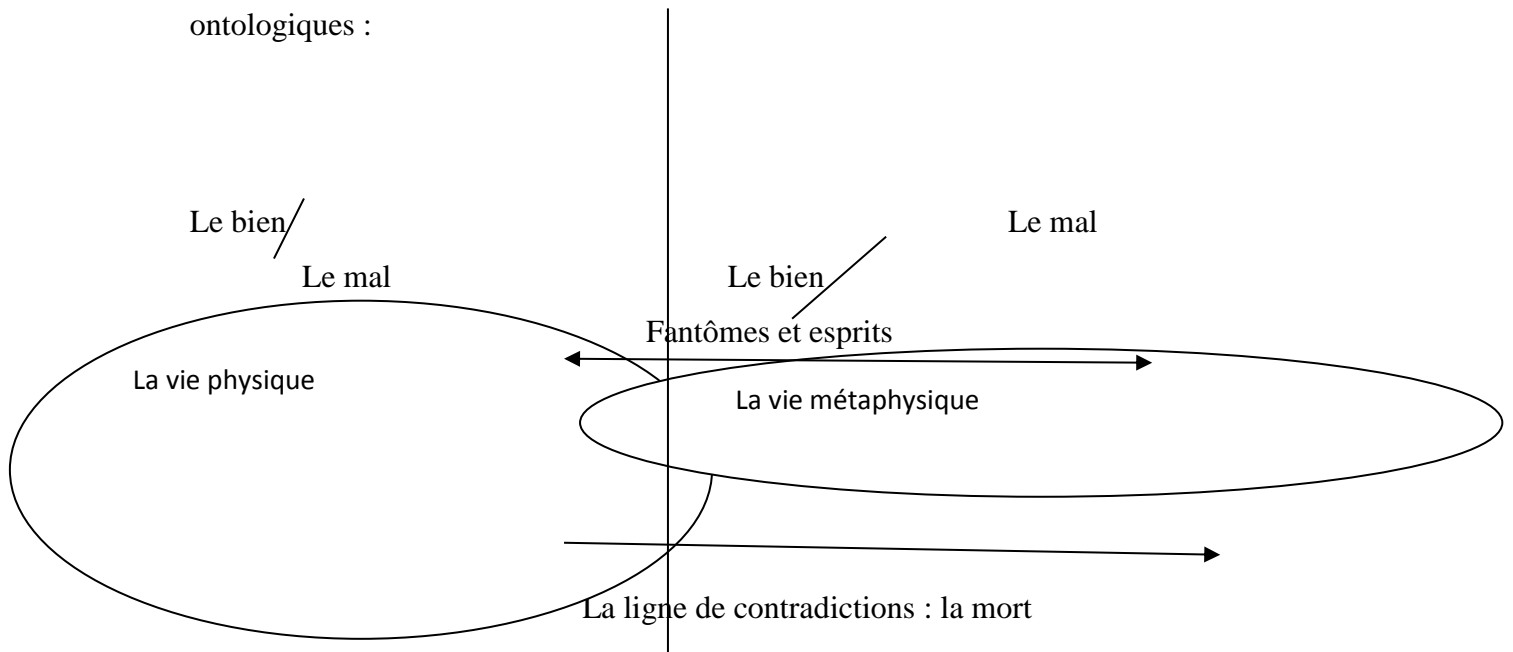 ontologiques :
Le bien
Le mal
Le mal
Le bien
Fantômes et esprits
La vie physique
La vie métaphysique
La ligne de contradictions : la mort